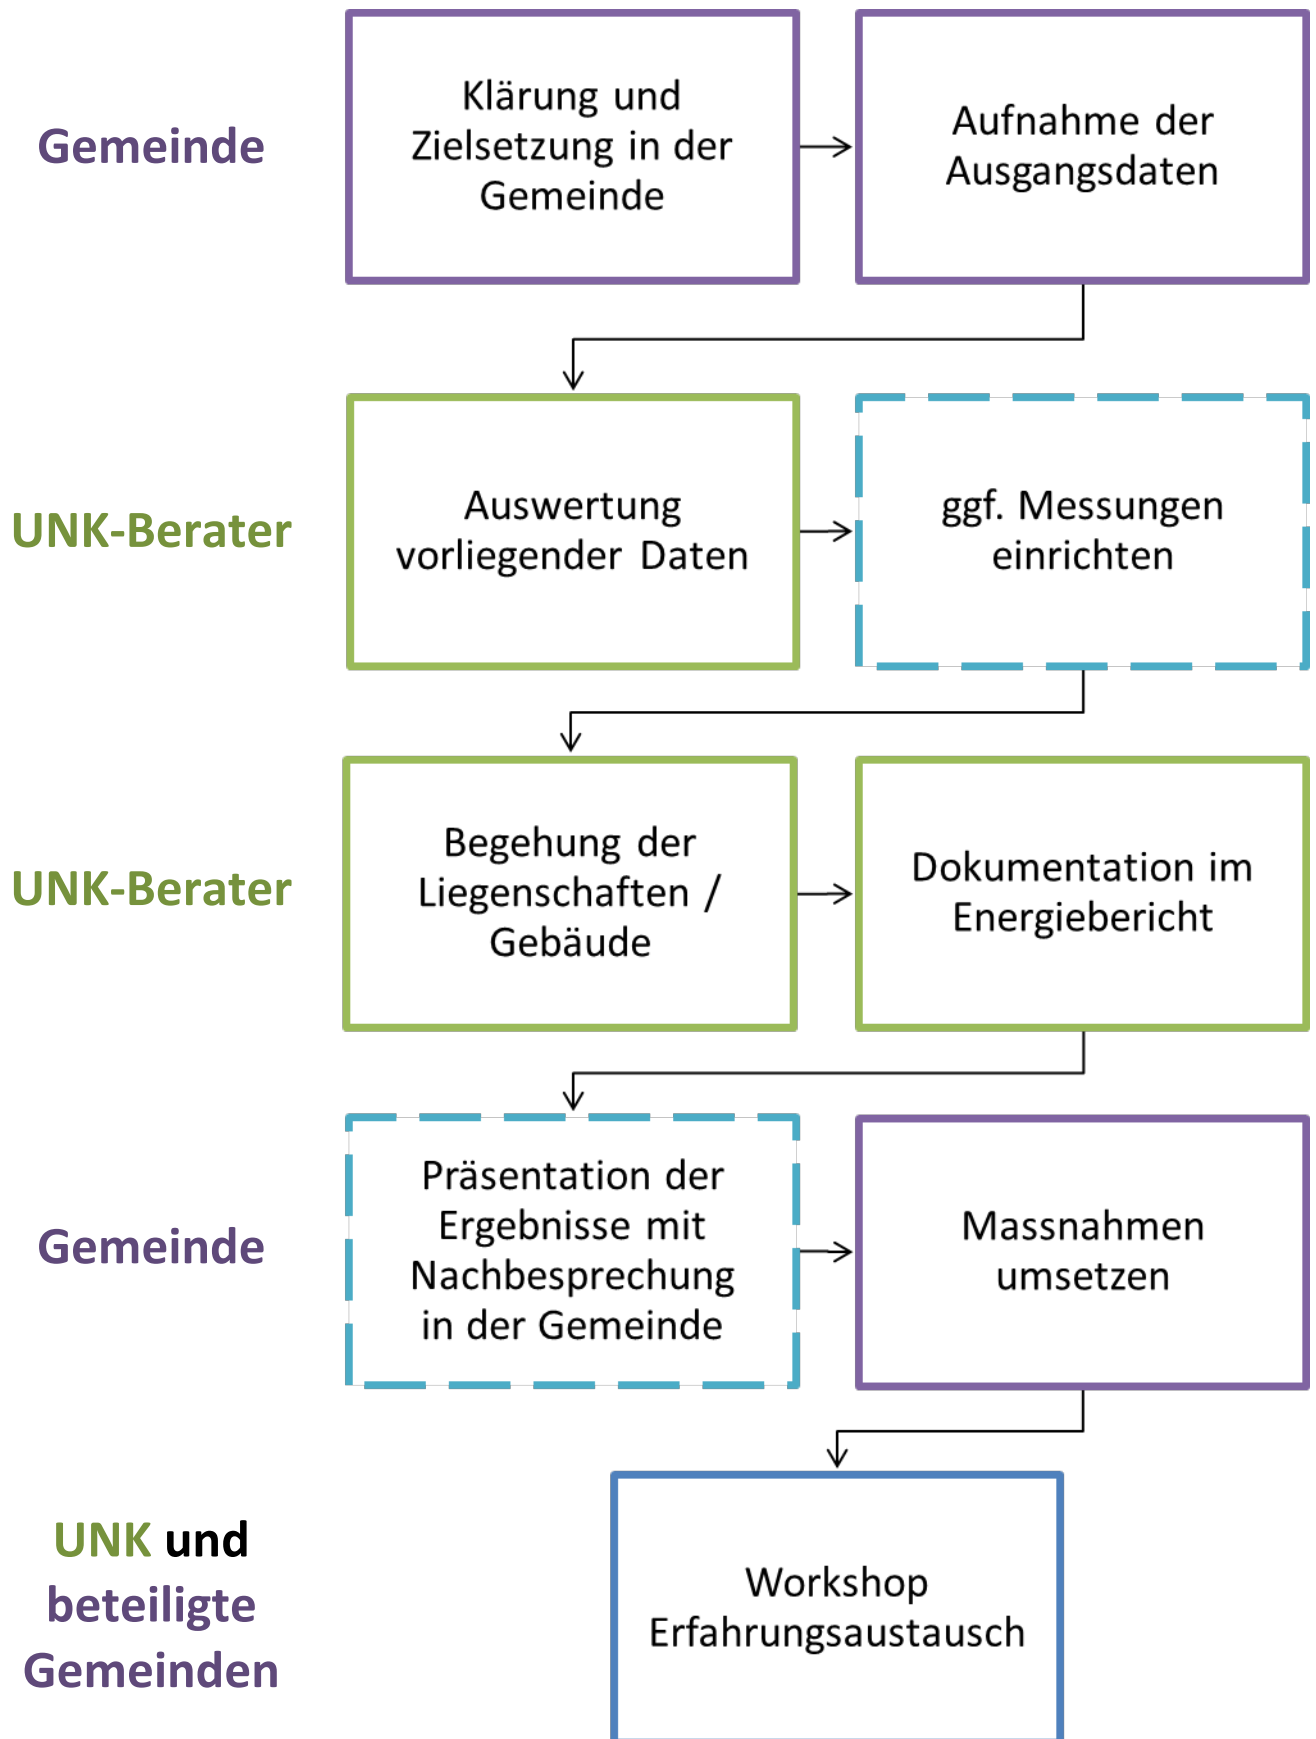 Gemeinde
Klärung und
Zielsetzung in der
Gemeinde
Aufnahme der
Ausgangsdaten
UNK-Berater
Auswertung
vorliegender Daten
ggf. Messungen
einrichten
UNK-Berater
Begehung der
Liegenschaften /
Gebäude
Dokumentation im
Energiebericht
Gemeinde
Präsentation der
Ergebnisse mit
Nachbesprechung
in der Gemeinde
Massnahmen
umsetzen
UNK und
beteiligte
Gemeinden
Workshop
Erfahrungsaustausch